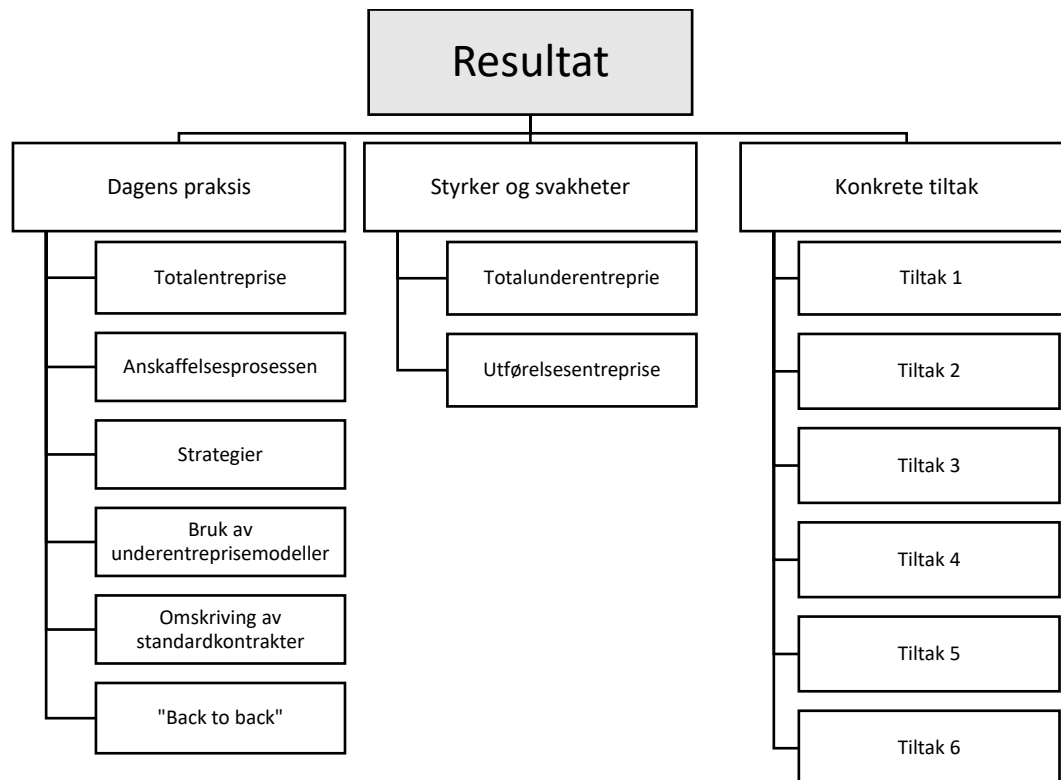 Resultat
Dagens praksis
Totalentreprise
Anskaffelsesprosessen
Strategier
Bruk av
underentreprisemodeller
Omskriving av
standardkontrakter
"Back to back"
Styrker og svakheter
Totalunderentreprie
Utførelsesentreprise
Konkrete tiltak
Tiltak 1
Tiltak 2
Tiltak 3
Tiltak 4
Tiltak 5
Tiltak 6